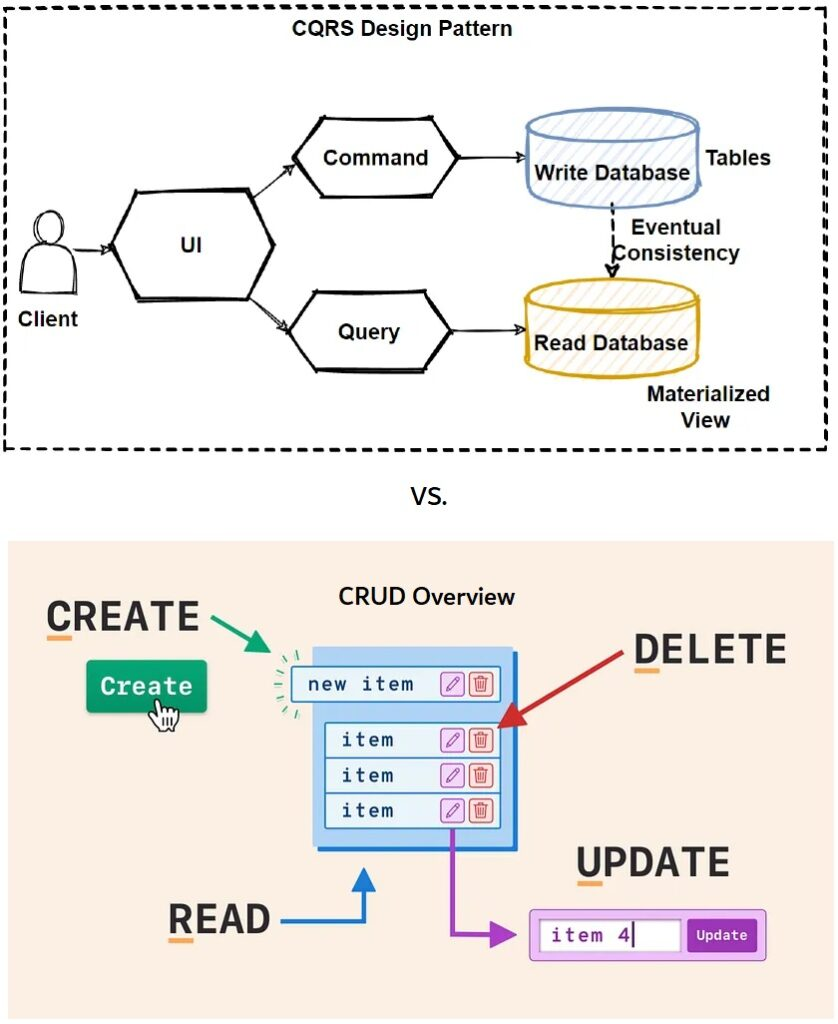 CQRS Design Pattern
Command
Write Database
Tables
UI
Eventual
Consistency
Client
Query
Read Database
Materialized
View
VS.
CRUD Overview
CREATE
DELETE
Create
new item
item
item
item
UPDATE
READ
item 4
Update